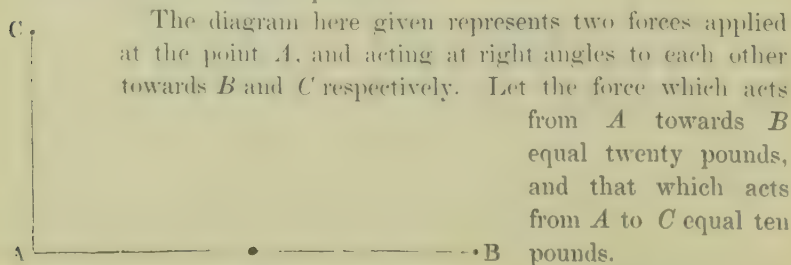 The diagram here given represents two forces applied
C
at the point A, and acting at right angles to each other
towards B and C respectively. Let the force which acts
from A towards B
equal twenty pounds,
and that which acts
from A to C equal ten
A B pounds.